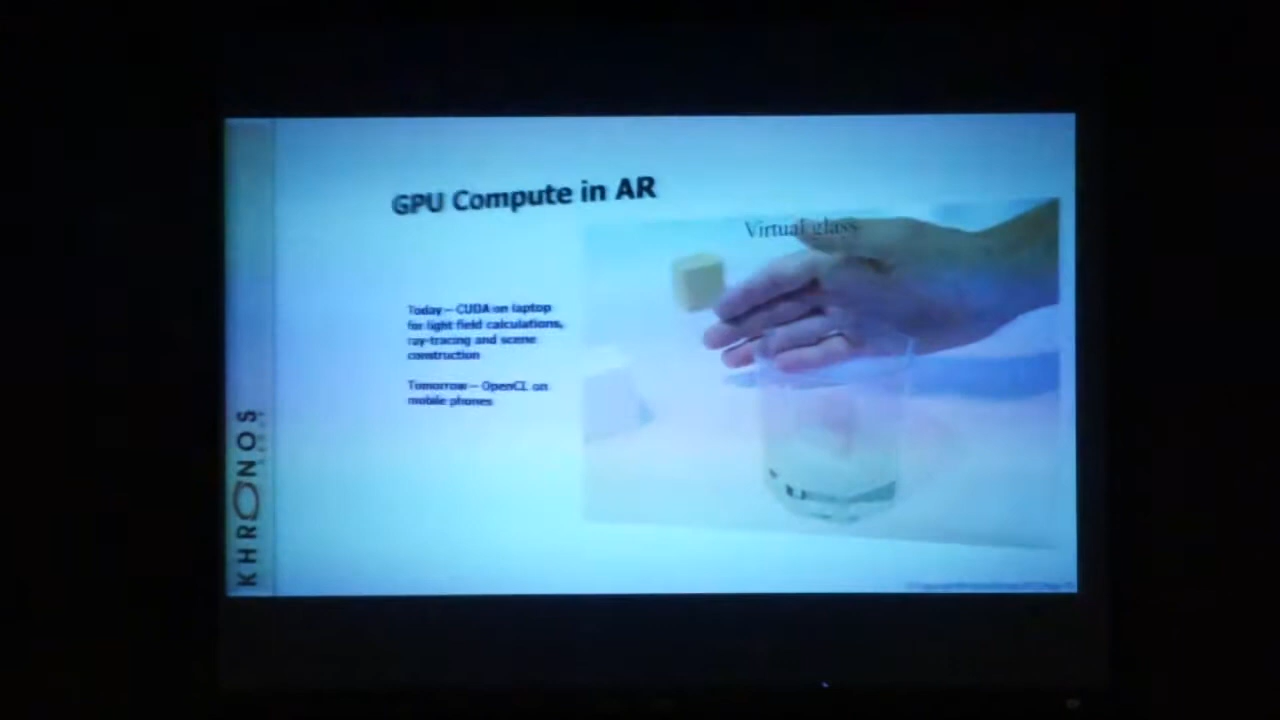 GPU Compute in AR
Virtual glass
Today – CUDA on laptop
for light field calculations,
ray-tracing and scene
construction
Tomorrow – OpenCL on
mobile phones
KHRONOS